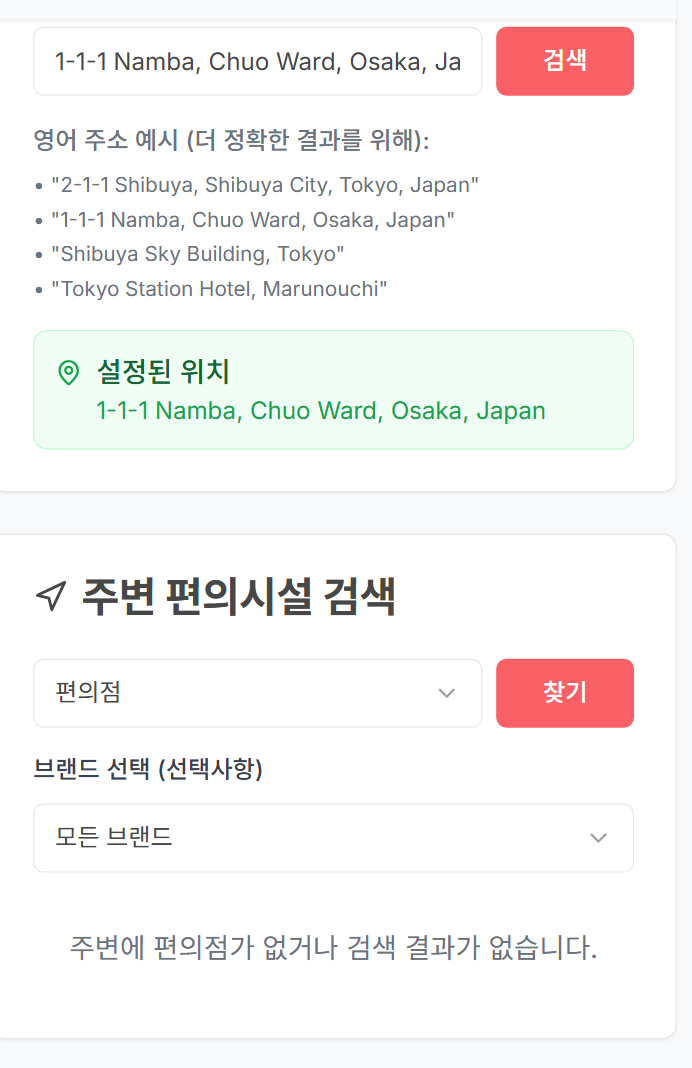 1-1-1 Namba, Chuo Ward, Osaka, Ja
검색
영어 주소 예시 (더 정확한 결과를 위해):
• "2-1-1 Shibuya, Shibuya City, Tokyo, Japan"
• "1-1-1 Namba, Chuo Ward, Osaka, Japan"
• "Shibuya Sky Building, Tokyo"
• "Tokyo Station Hotel, Marunouchi"
설정된 위치
1-1-1 Namba, Chuo Ward, Osaka, Japan
주변 편의시설 검색
편의점
찾기
브랜드 선택 (선택사항)
모든 브랜드
주변에 편의점가 없거나 검색 결과가 없습니다.